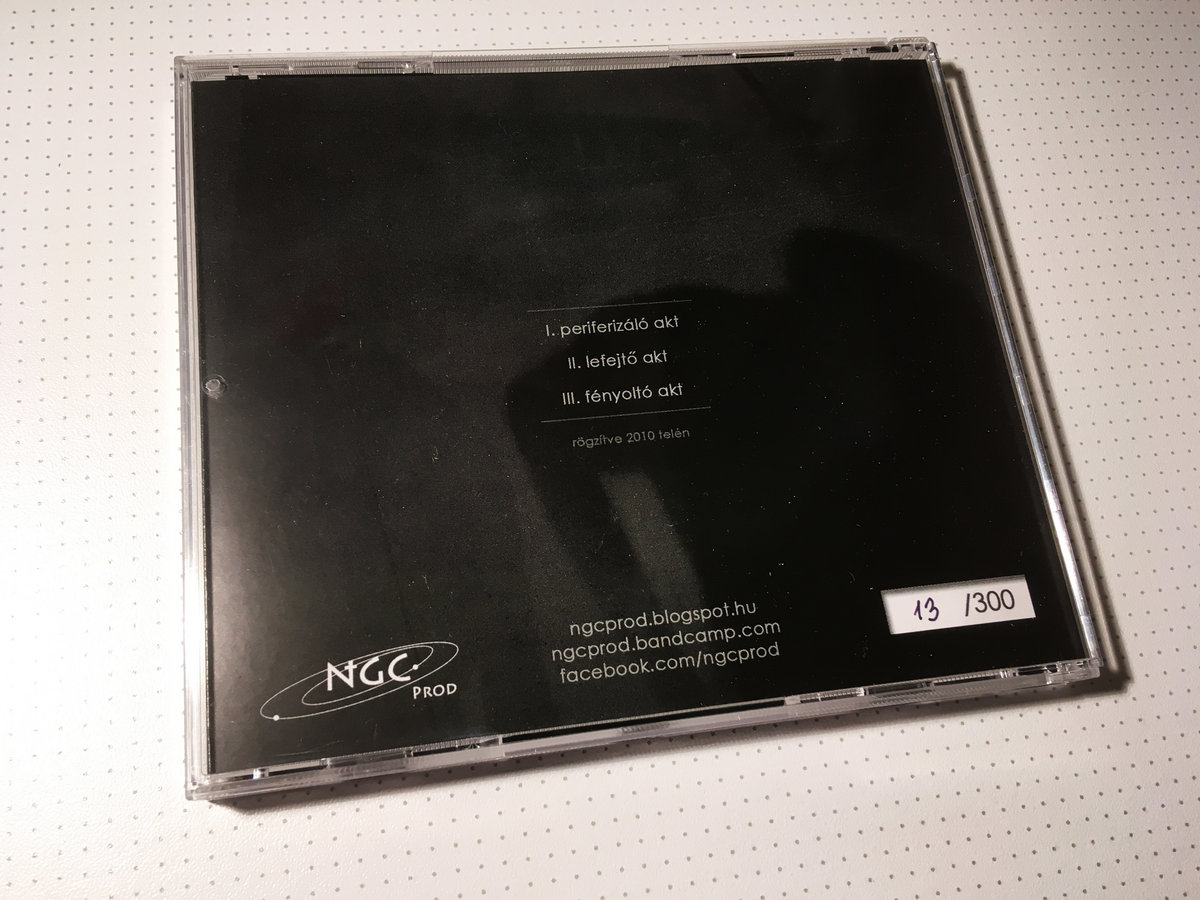 I. periferizáló akt
II. lefejtő akt
III. fényoltó akt
rögzítve 2010 telén
ngcprod.blogspot.hu
ngcprod.bandcamp.com
facebook.com/ngcprod
13 /300
NGC
PROD